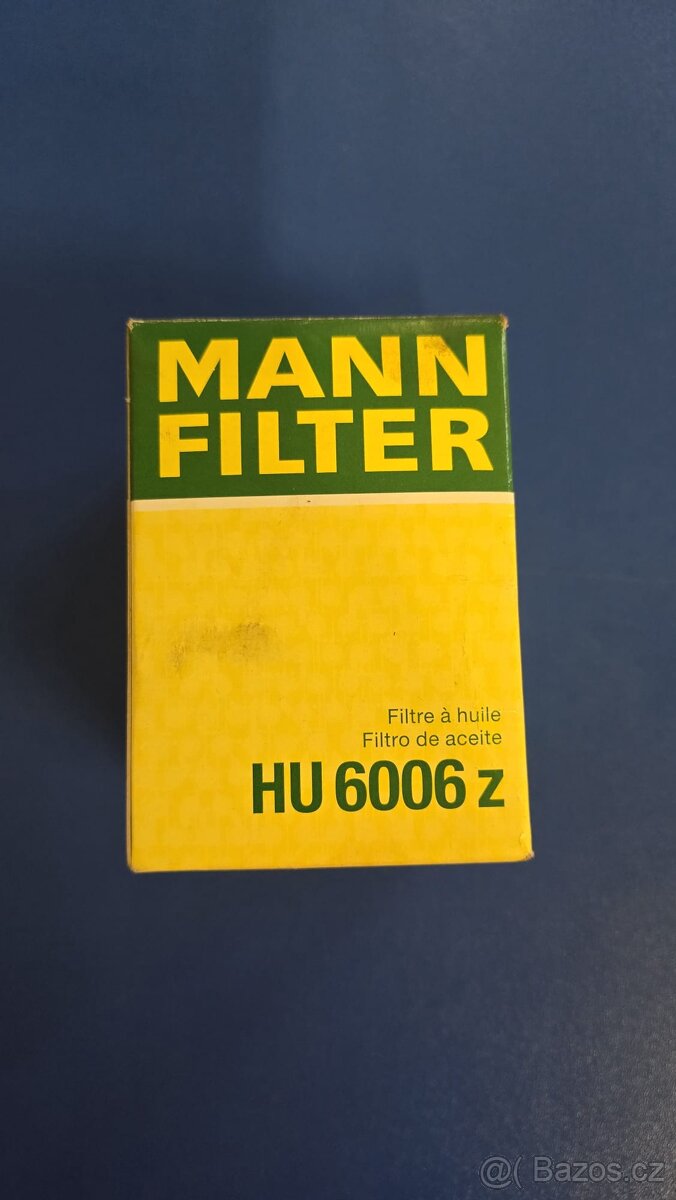 MANN
FILTER
Filtre à huile
Filtro de aceite
HU 6006 z
@( Bazos.cz